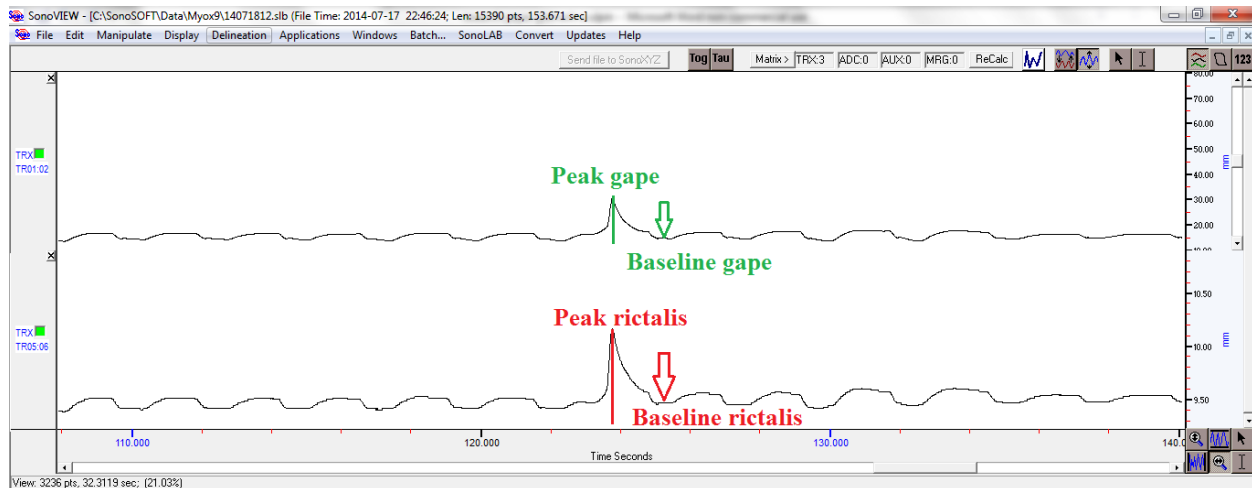 SonoVIEW - [C:\SonoSOFT\Data\Myox9\14071812.slb (File Time: 2014-07-17 22:46:24; Len: 15390 pts, 153.671 sec]
File Edit Manipulate Display Delineation Applications Windows Batch... SonoLAB Convert Updates Help
Send file to SonoXYZ Tog Tau Matrix > TRX:3 ADC:0 AUX:0 MRG:0 ReCalc 123
80.00
70.00
60.00
TRX
TR01:02
50.00
mm
40.00
Peak gape
30.00
20.00
10.00
Baseline gape
10.50
Peak rictalis
TRX
TR05:06
10.00
mm
9.50
Baseline rictalis
110.000 120.000 130.000 140.0
Time Seconds
View: 3236 pts, 32.3119 sec; (21.03%)